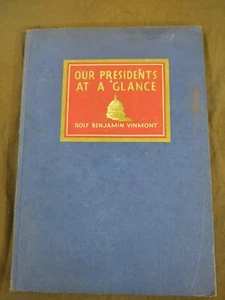 OUR PRESIDENTS
AT A GLANCE
ROLF BENJAMIN VINMONT